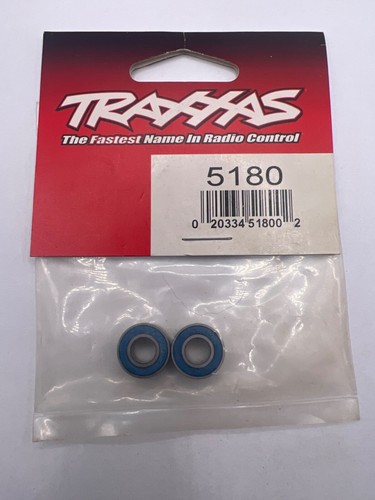 TRAXXAS
The Fastest Name In Radio Control
5180
0 20334 51800 2